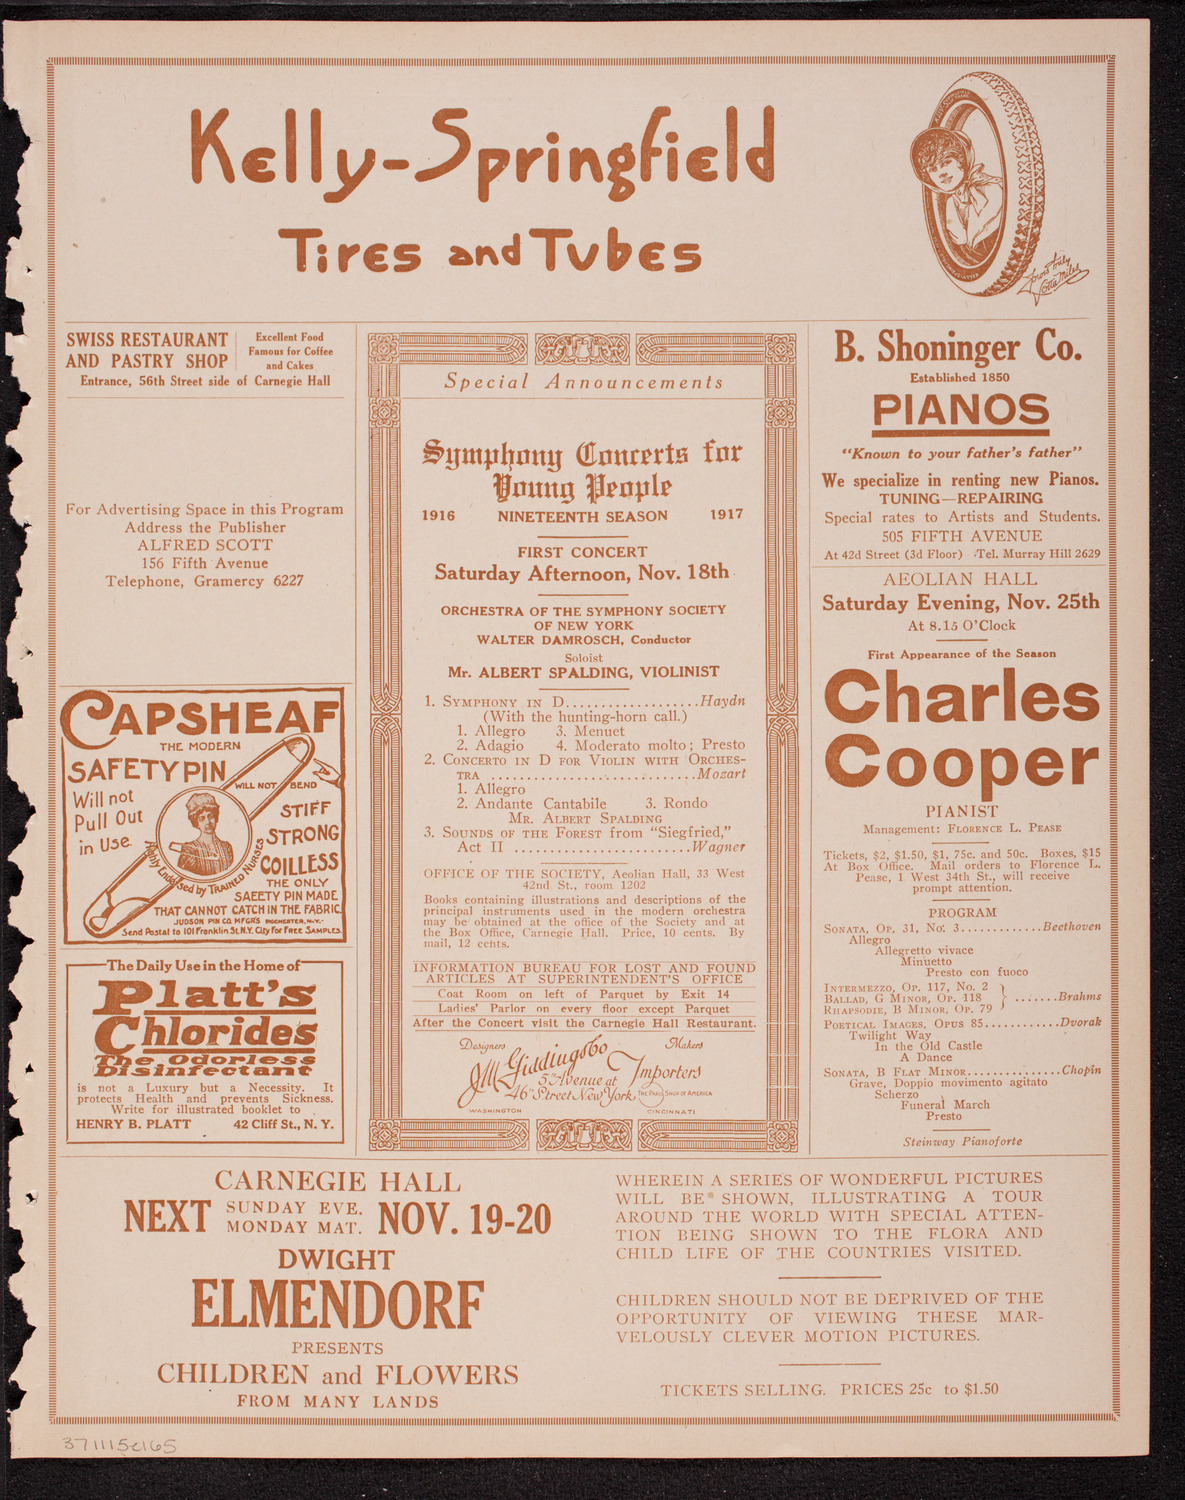 Kelly-Springfield
Tires and Tubes
Yours truly
Lotta Miles
SWISS RESTAURANT
AND PASTRY SHOP
Excellent Food
Famous for Coffee
and Cakes
Entrance, 56th Street side of Carnegie Hall
For Advertising Space in this Program
Address the Publisher
ALFRED SCOTT
156 Fifth Avenue
Telephone, Gramercy 6227
CAPSHEAF
THE MODERN
SAFETY PIN
WILL NOT BEND
Will not
Pull Out
in Use
STIFF
STRONG
COILLESS
Highly Endorsed by TRAINED NURSES
THE ONLY
SAFETY PIN MADE
THAT CANNOT CATCH IN THE FABRIC.
JUDSON PIN CO. MFGRS ROCHESTER, N.Y.
Send Postal to 101 Franklin St. N.Y. City for FREE SAMPLES.
The Daily Use in the Home of
Platt's
Chlorides
The Odorless
Disinfectant
is not a Luxury but a Necessity. It
protects Health and prevents Sickness.
Write for illustrated booklet to
HENRY B. PLATT 42 Cliff St., N. Y.
Special Announcements
Symphony Concerts for
Young People
1916 NINETEENTH SEASON 1917
FIRST CONCERT
Saturday Afternoon, Nov. 18th
ORCHESTRA OF THE SYMPHONY SOCIETY
OF NEW YORK
WALTER DAMROSCH, Conductor
Soloist
Mr. ALBERT SPALDING, VIOLINIST
1. SYMPHONY IN D..................Haydn
(With the hunting-horn call.)
1. Allegro 3. Menuet
2. Adagio 4. Moderato molto; Presto
2. CONCERTO IN D FOR VIOLIN WITH ORCHES-
TRA ...........................Mozart
1. Allegro
2. Andante Cantabile 3. Rondo
MR. ALBERT SPALDING
3. SOUNDS OF THE FOREST from "Siegfried,"
Act II ........................Wagner
OFFICE OF THE SOCIETY, Aeolian Hall, 33 West
42nd St., room 1202
Books containing illustrations and descriptions of the
principal instruments used in the modern orchestra
may be obtained at the office of the Society and at
the Box Office, Carnegie Hall. Price, 10 cents. By
mail, 12 cents.
INFORMATION BUREAU FOR LOST AND FOUND
ARTICLES AT SUPERINTENDENT'S OFFICE
Coat Room on left of Parquet by Exit 14
Ladies' Parlor on every floor except Parquet
After the Concert visit the Carnegie Hall Restaurant.
Designers Makers
J.M. Gidding & Co Importers
5th Avenue at
46th Street New York THE PARIS SHOP OF AMERICA
WASHINGTON CINCINNATI
B. Shoninger Co.
Established 1850
PIANOS
"Known to your father's father"
We specialize in renting new Pianos.
TUNING—REPAIRING
Special rates to Artists and Students.
505 FIFTH AVENUE
At 42d Street (3d Floor) Tel. Murray Hill 2629
AEOLIAN HALL
Saturday Evening, Nov. 25th
At 8.15 O'Clock
First Appearance of the Season
Charles
Cooper
PIANIST
Management: FLORENCE L. PEASE
Tickets, $2, $1.50, $1, 75c. and 50c. Boxes, $15
At Box Office. Mail orders to Florence L.
Pease, 1 West 34th St., will receive
prompt attention.
PROGRAM
SONATA, OP. 31, No. 3............Beethoven
Allegro
Allegretto vivace
Minuetto
Presto con fuoco
INTERMEZZO, OP. 117, NO. 2
BALLAD, G MINOR, OP. 118 .......Brahms
RHAPSODIE, B MINOR, OP. 79
POETICAL IMAGES, OPUS 85...........Dvorak
Twilight Way
In the Old Castle
A Dance
SONATA, B FLAT MINOR..............Chopin
Grave, Doppio movimento agitato
Scherzo
Funeral March
Presto
Steinway Pianoforte
CARNEGIE HALL
NEXT SUNDAY EVE. MONDAY MAT. NOV. 19-20
DWIGHT
ELMENDORF
PRESENTS
CHILDREN and FLOWERS
FROM MANY LANDS
WHEREIN A SERIES OF WONDERFUL PICTURES
WILL BE SHOWN, ILLUSTRATING A TOUR
AROUND THE WORLD WITH SPECIAL ATTEN-
TION BEING SHOWN TO THE FLORA AND
CHILD LIFE OF THE COUNTRIES VISITED.
CHILDREN SHOULD NOT BE DEPRIVED OF THE
OPPORTUNITY OF VIEWING THESE MAR-
VELOUSLY CLEVER MOTION PICTURES.
TICKETS SELLING. PRICES 25c to $1.50
371115e165